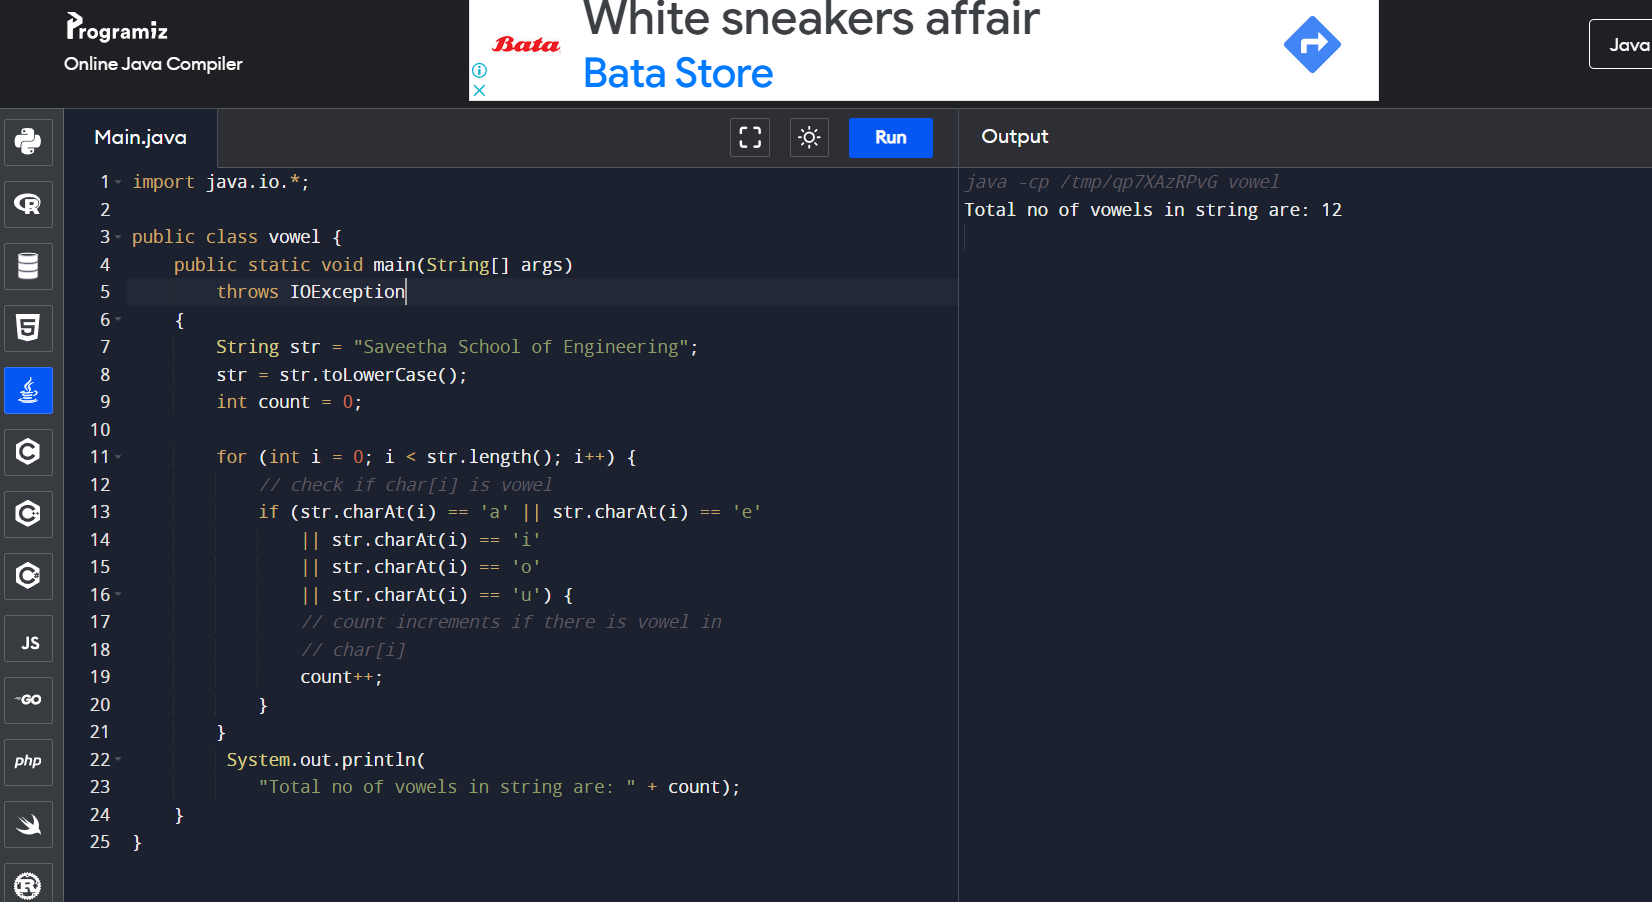 Programiz
Online Java Compiler
White sneakers affair
Bata
Bata Store
Java
Main.java
Run
Output
1 import java.io.*;
2
3 public class vowel {
4     public static void main(String[] args)
5         throws IOException
6     {
7         String str = "Saveetha School of Engineering";
8         str = str.toLowerCase();
9         int count = 0;
10
11         for (int i = 0; i < str.length(); i++) {
12             // check if char[i] is vowel
13             if (str.charAt(i) == 'a' || str.charAt(i) == 'e'
14                 || str.charAt(i) == 'i'
15                 || str.charAt(i) == 'o'
16                 || str.charAt(i) == 'u') {
17                 // count increments if there is vowel in
18                 // char[i]
19                 count++;
20             }
21         }
22          System.out.println(
23             "Total no of vowels in string are: " + count);
24     }
25 }
java -cp /tmp/qp7XAzRPvG vowel
Total no of vowels in string are: 12
R
5
C
C++
C#
JS
GO
php
R